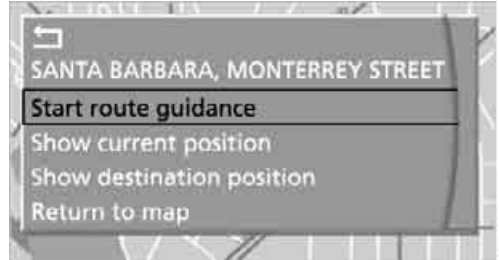 SANTA BARBARA, MONTERREY STREET
Start route guidance
Show current position
Show destination position
Return to map